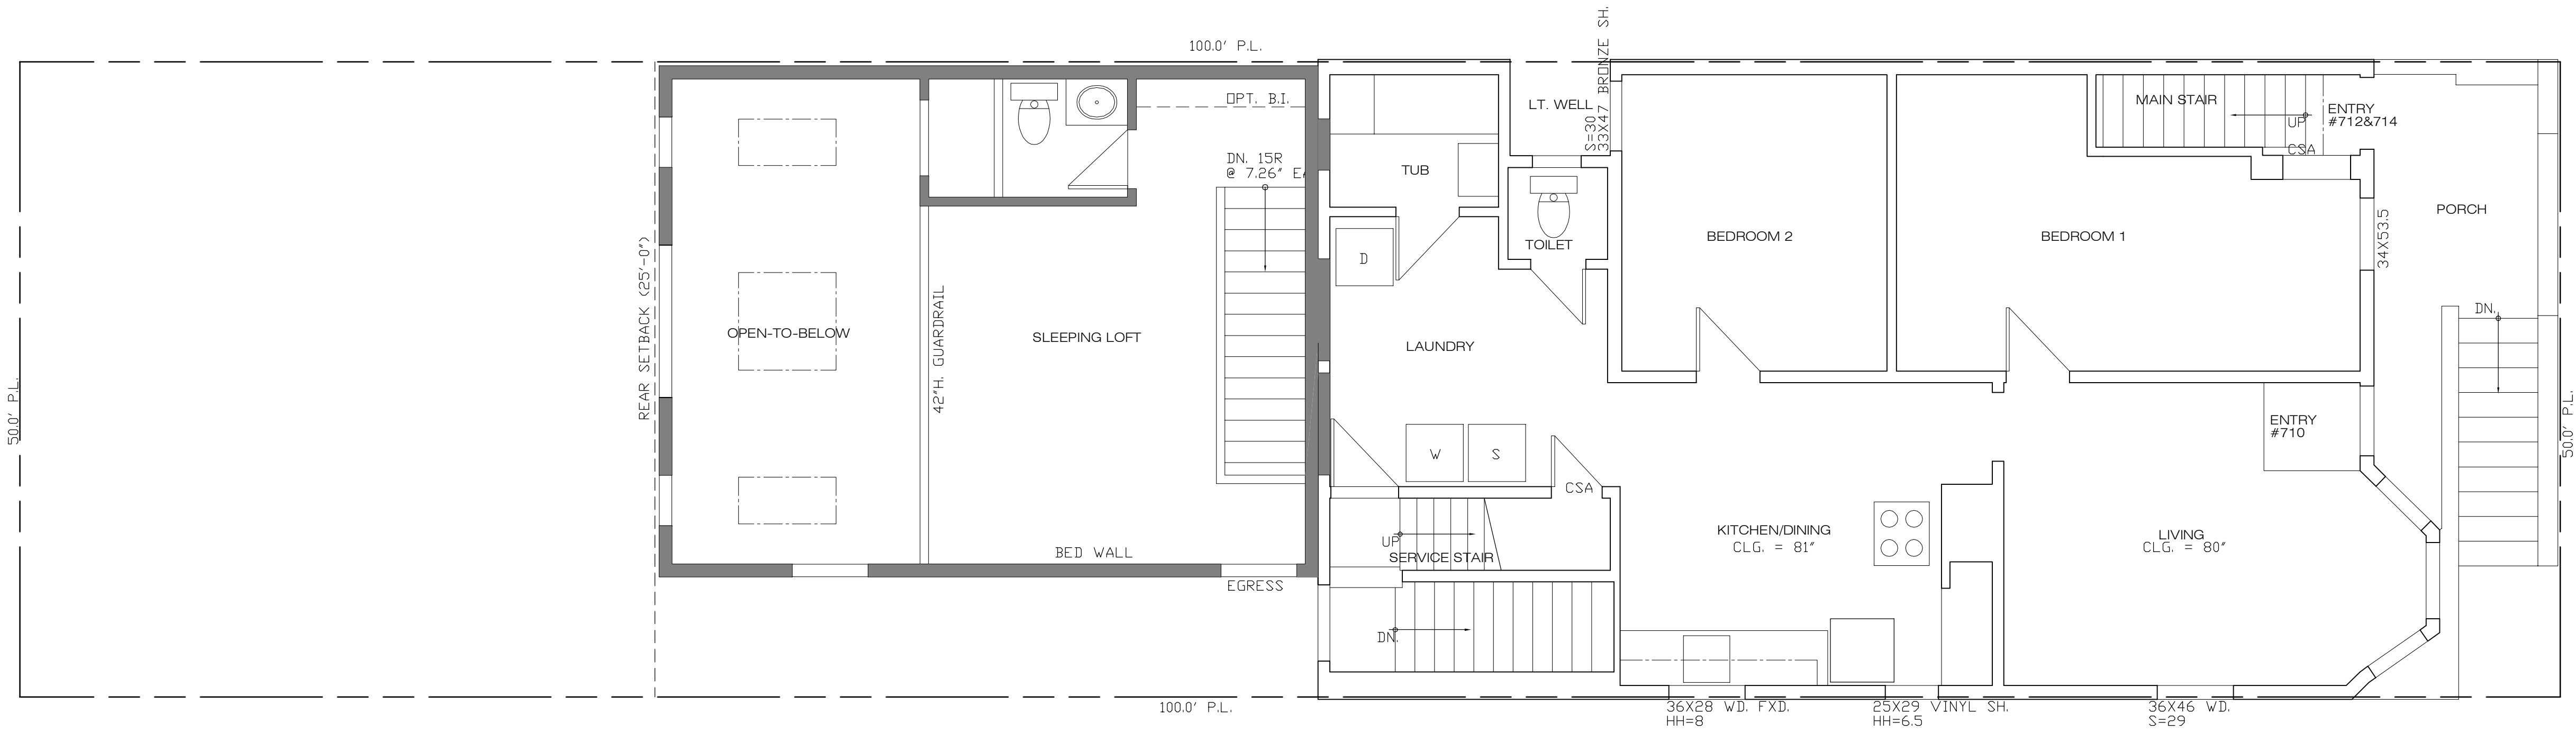 100.0' P.L.
33X47 BRONZE SH.
S=30
OPT. B.I.
LT. WELL
MAIN STAIR
ENTRY
#712&714
UP
CSA
DN. 15R
@ 7.26" EA
TUB
PORCH
BEDROOM 2
BEDROOM 1
34X53.5
TOILET
D
REAR SETBACK (25'-0")
OPEN-TO-BELOW
42"H. GUARDRAIL
SLEEPING LOFT
LAUNDRY
DN.
50.0' P.L.
50.0' P.L.
ENTRY
#710
W
S
CSA
KITCHEN/DINING
CLG. = 81"
LIVING
CLG. = 80"
UP
SERVICE STAIR
BED WALL
EGRESS
DN.
100.0' P.L.
36X28 WD. FXD.
HH=8
25X29 VINYL SH.
HH=6.5
36X46 WD.
S=29